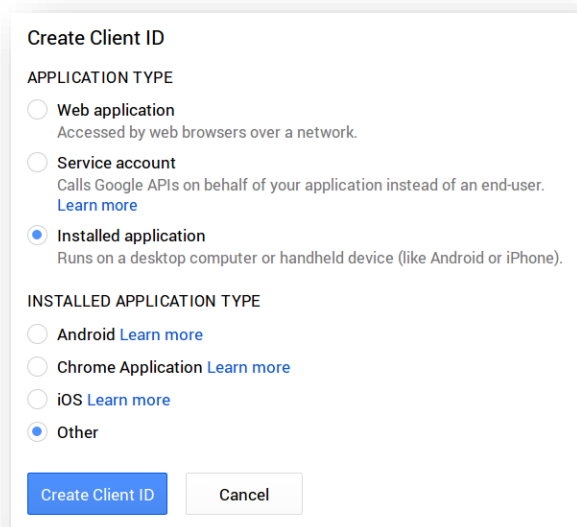 Create Client ID
APPLICATION TYPE
Web application
Accessed by web browsers over a network.
Service account
Calls Google APIs on behalf of your application instead of an end-user.
Learn more
Installed application
Runs on a desktop computer or handheld device (like Android or iPhone).
INSTALLED APPLICATION TYPE
Android Learn more
Chrome Application Learn more
iOS Learn more
Other
Create Client ID Cancel